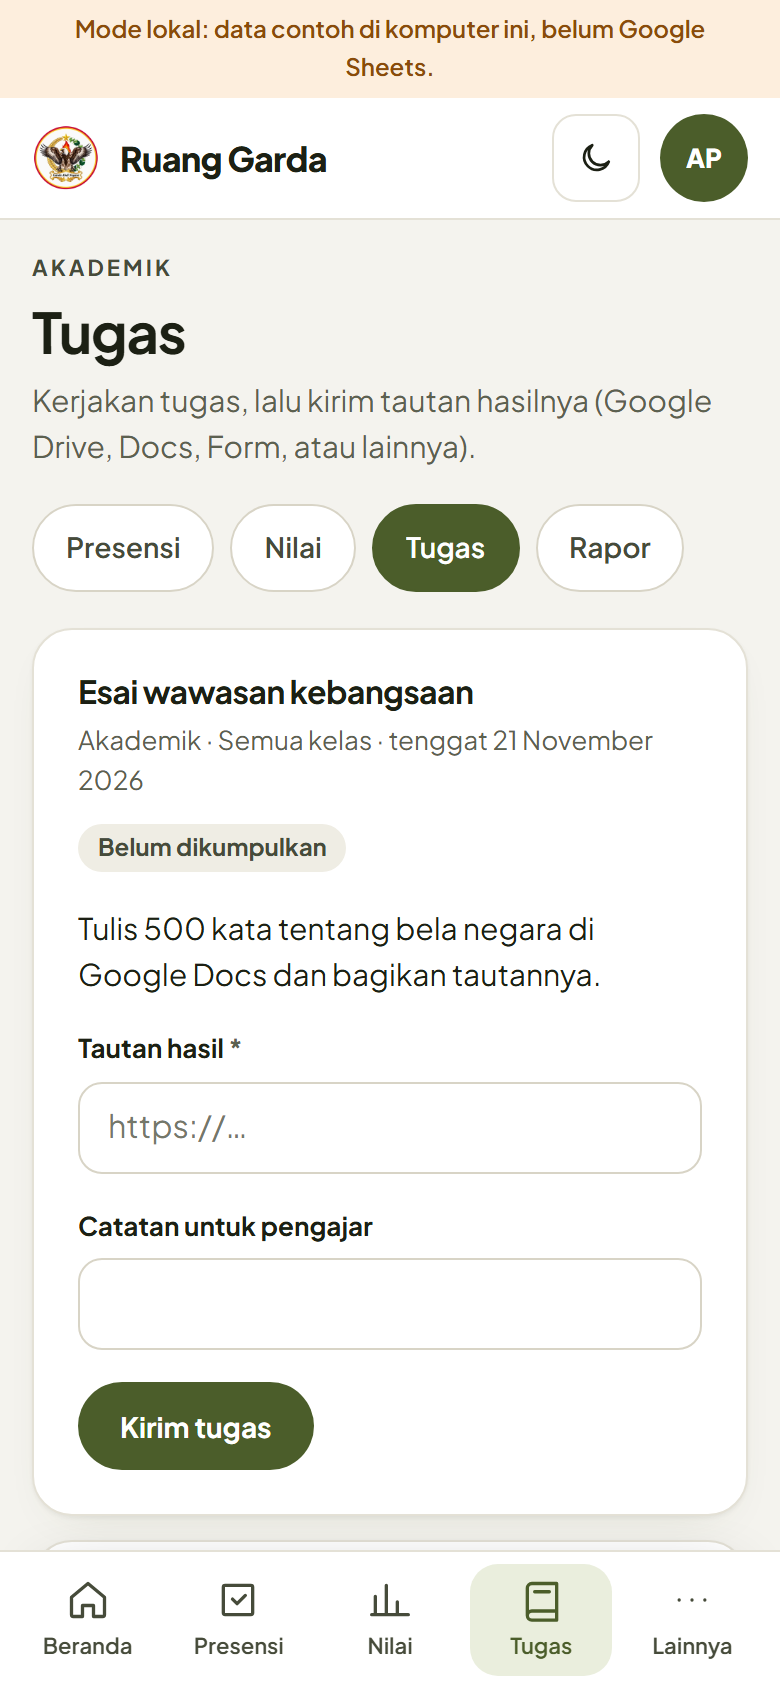 Mode lokal: data contoh di komputer ini, belum Google
Sheets.
Ruang Garda
AP
AKADEMIK
Tugas
Kerjakan tugas, lalu kirim tautan hasilnya (Google
Drive, Docs, Form, atau lainnya).
Presensi
Nilai
Tugas
Rapor
Esai wawasan kebangsaan
Akademik · Semua kelas · tenggat 21 November
2026
Belum dikumpulkan
Tulis 500 kata tentang bela negara di
Google Docs dan bagikan tautannya.
Tautan hasil *
https://...
Catatan untuk pengajar
Kirim tugas
Beranda
Presensi
Nilai
Tugas
Lainnya